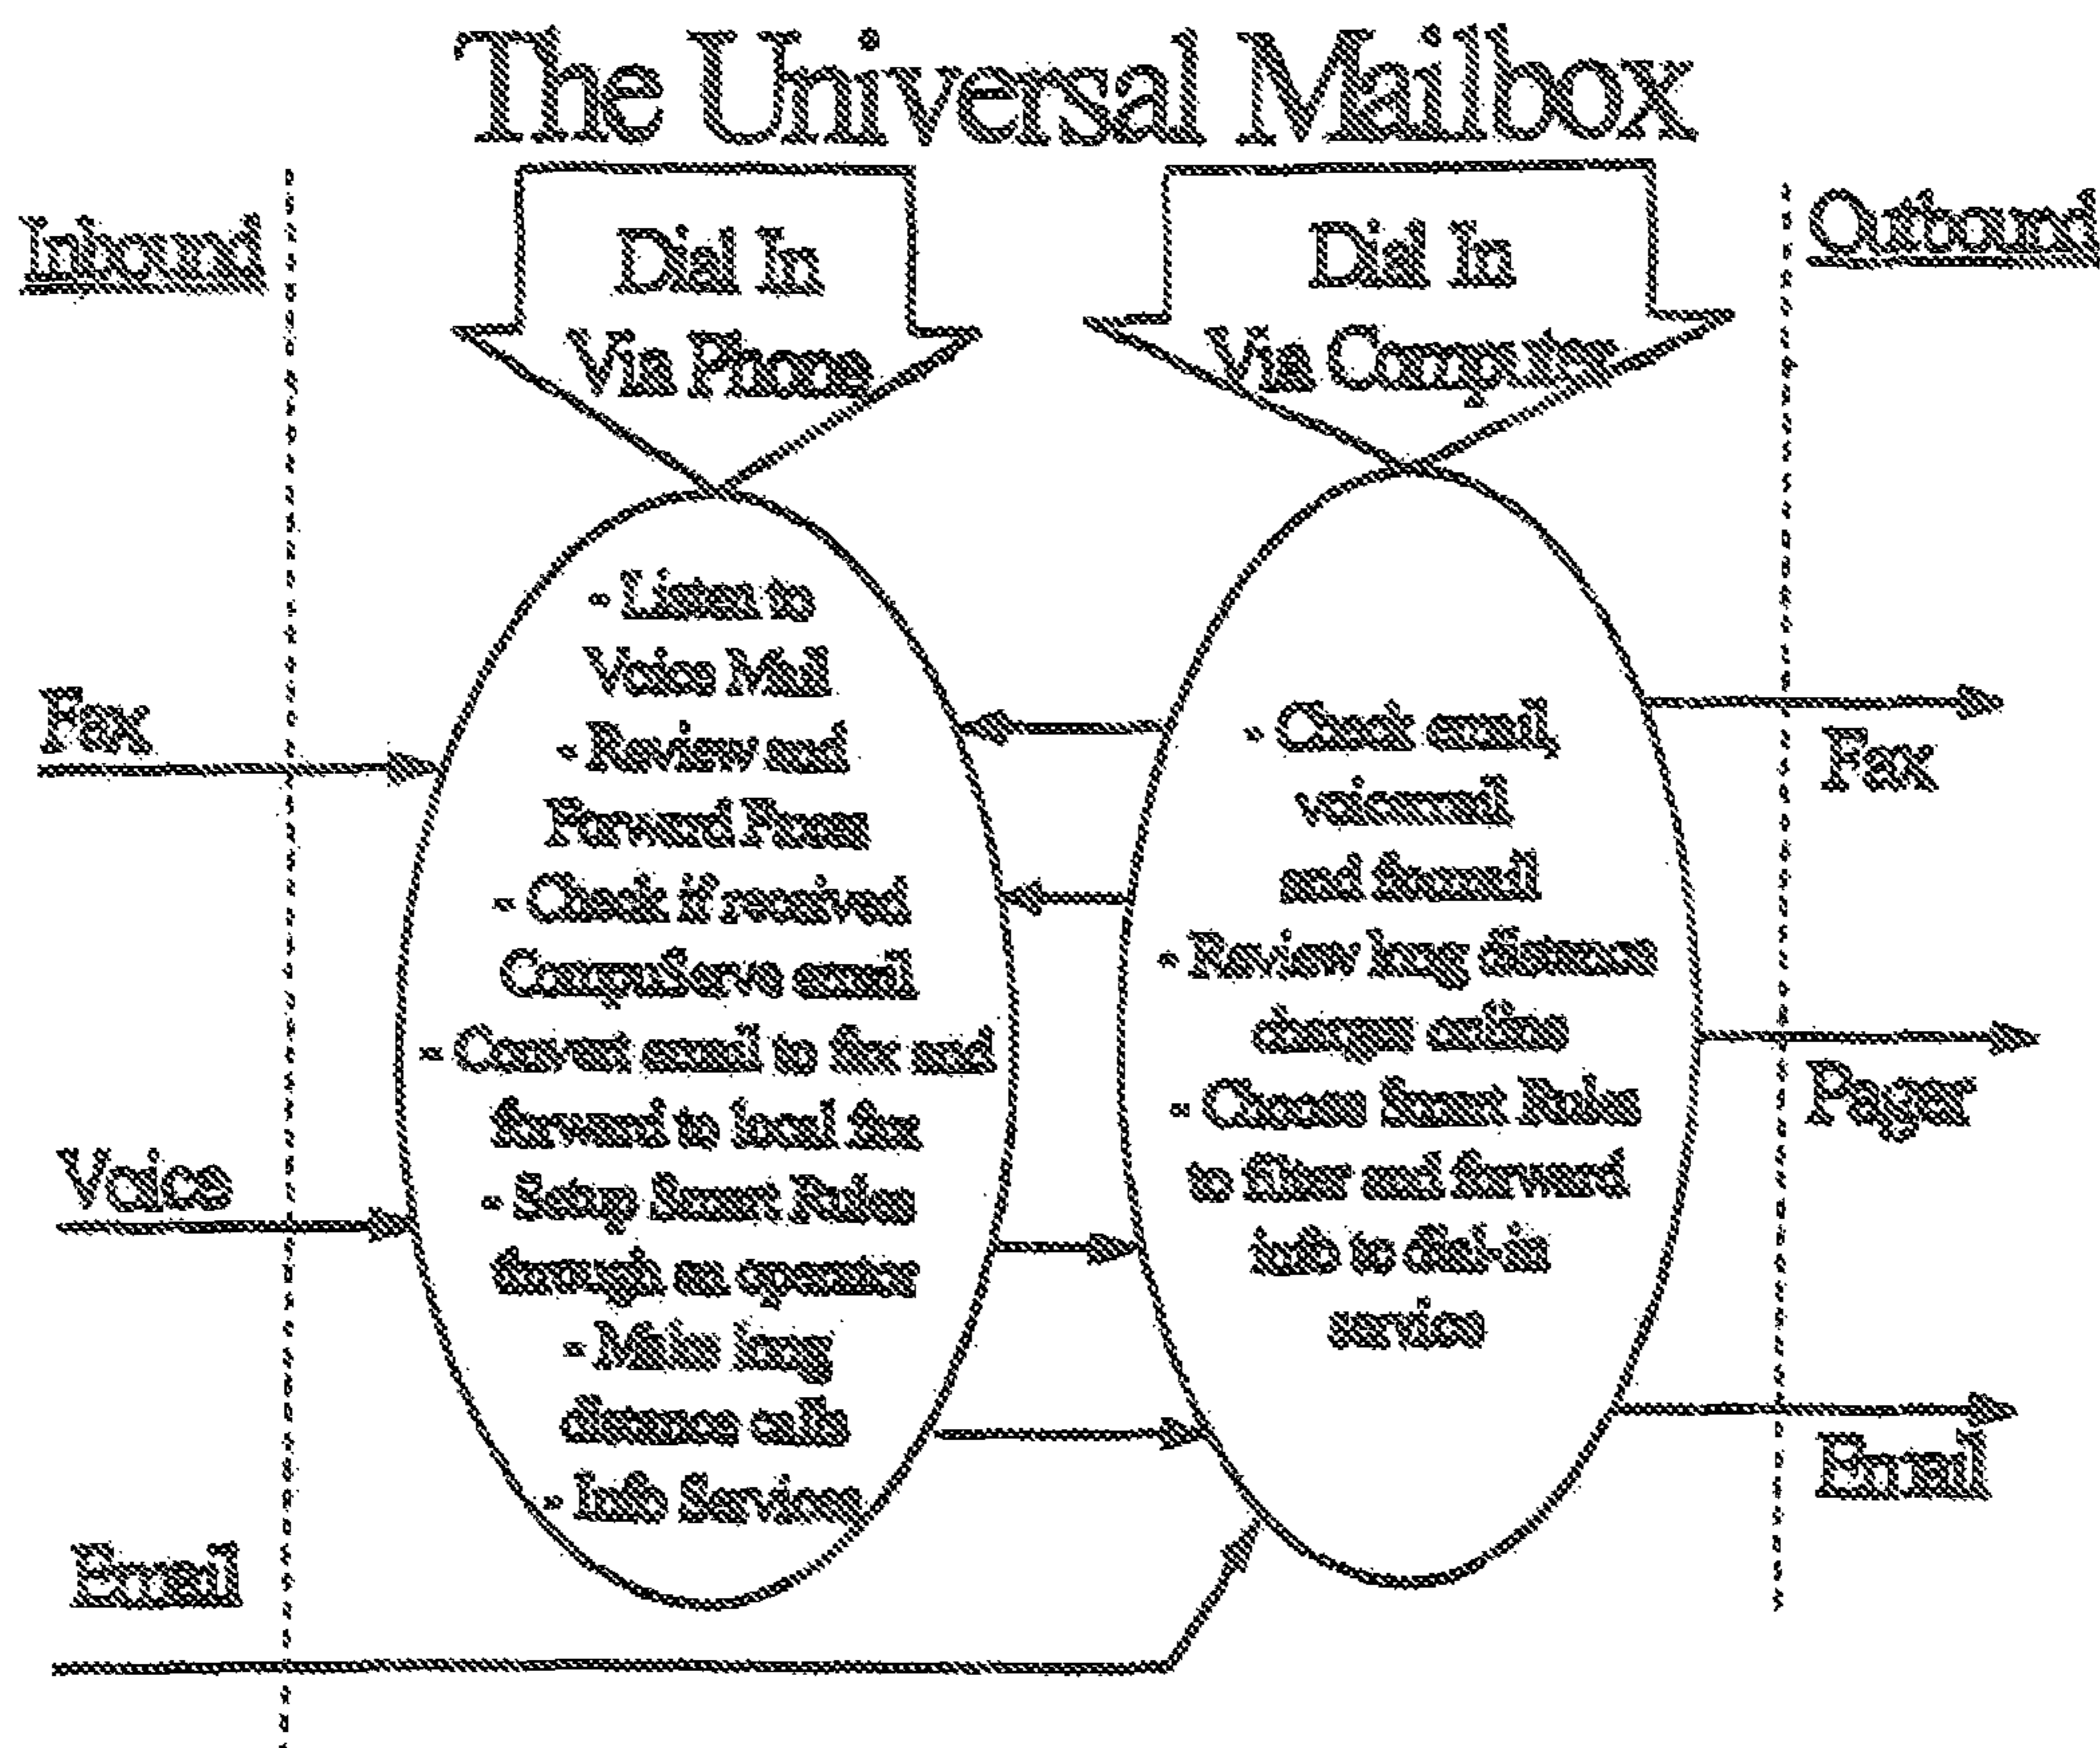 The Universal Mailbox
Inbound
Dial In
Via Phone
Dial In
Via Computer
Outbound
Fax
Voice
Email
- Listen to
Voice Mail
- Review and
Forward Faxes
- Check if received
CompuServe email
- Convert email to fax and
forward to local fax
- Setup Smart Rules
through an operator
- Make long
distance calls
- Info Services
- Check email,
voicemail
and faxmail
- Review long distance
charges online
- Choose Smart Rules
to filter and forward
info to dial-in
service
Fax
Pager
Email